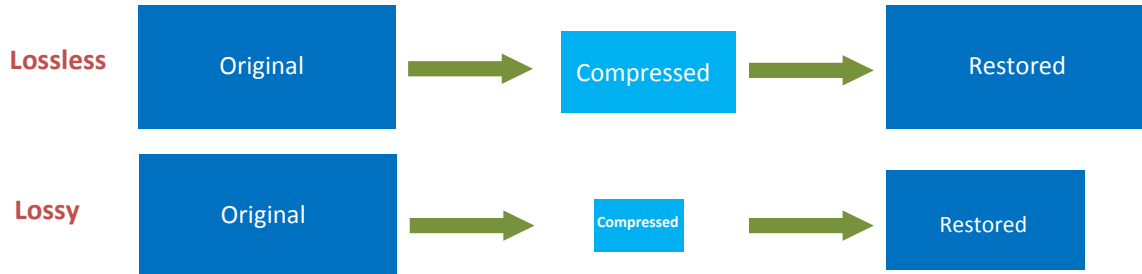 Lossless
Original
Compressed
Restored
Lossy
Original
Compressed
Restored